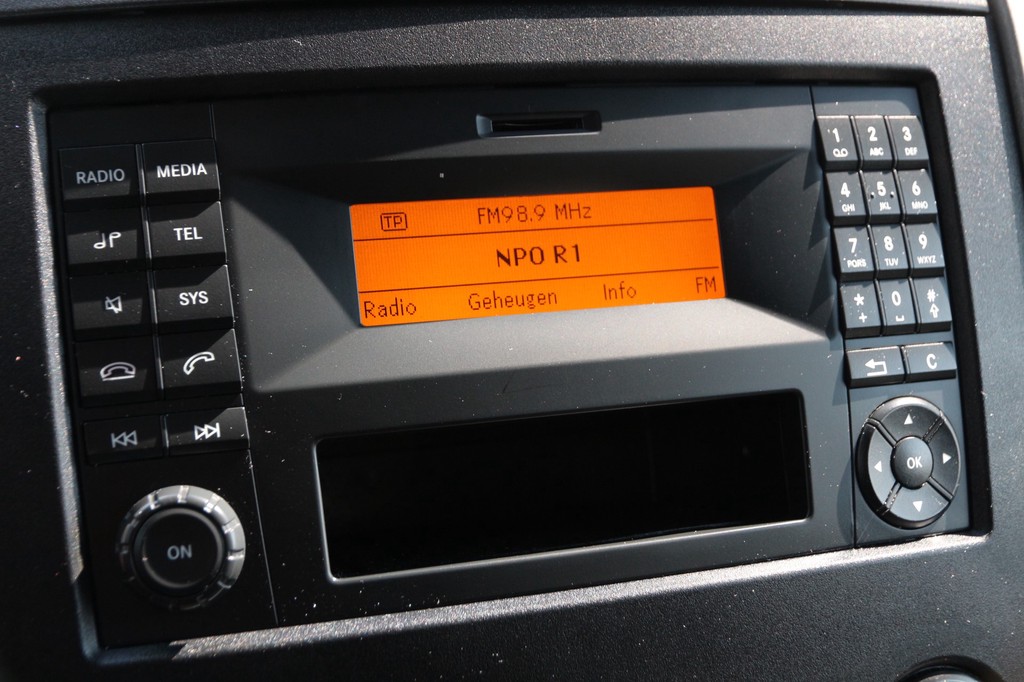 RADIO MEDIA
TEL
SYS
ON
TP FM98.9 MHz
NPO R1
Radio Geheugen Info FM
1 2 ABC 3 DEF
4 GHI 5 JKL 6 MNO
7 PQRS 8 TUV 9 WXYZ
* + 0 #
C
OK